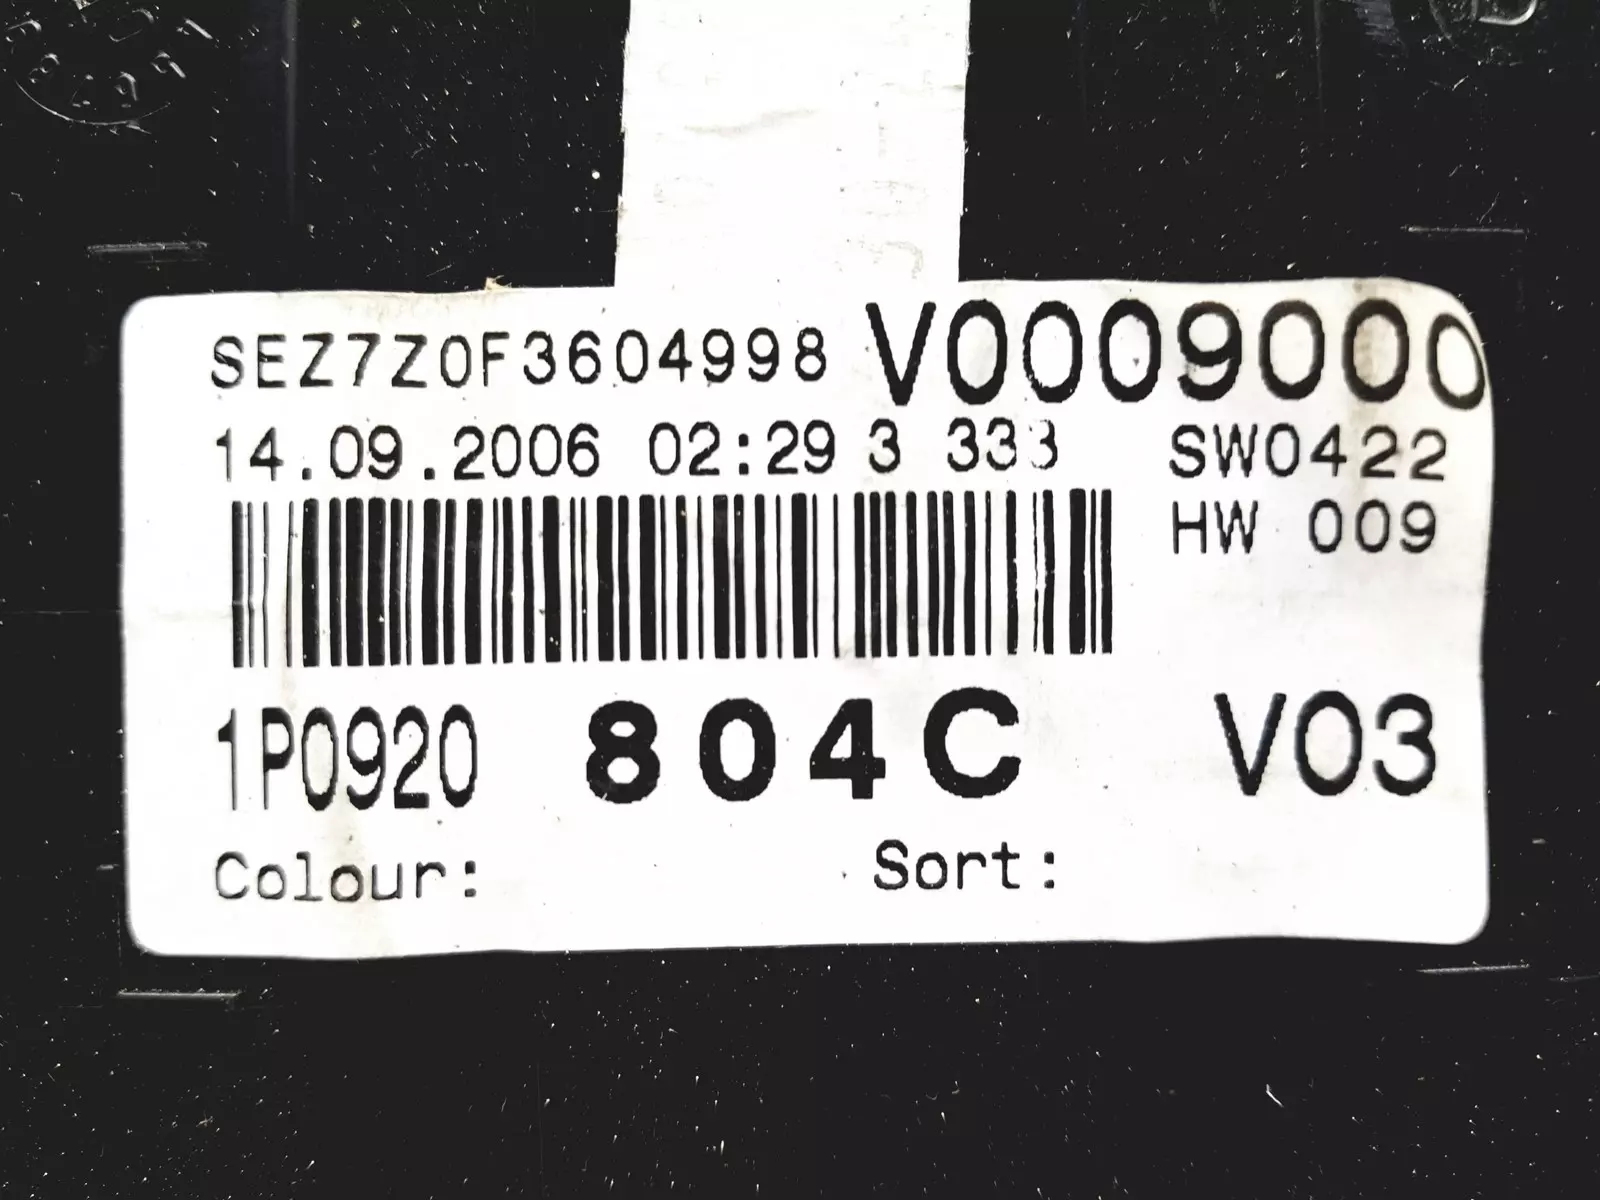 SEZ7Z0F3604998 V0009000
14.09.2006 02:29 3 333 SW0422
HW 009
1P0920 804C V03
Colour: Sort: